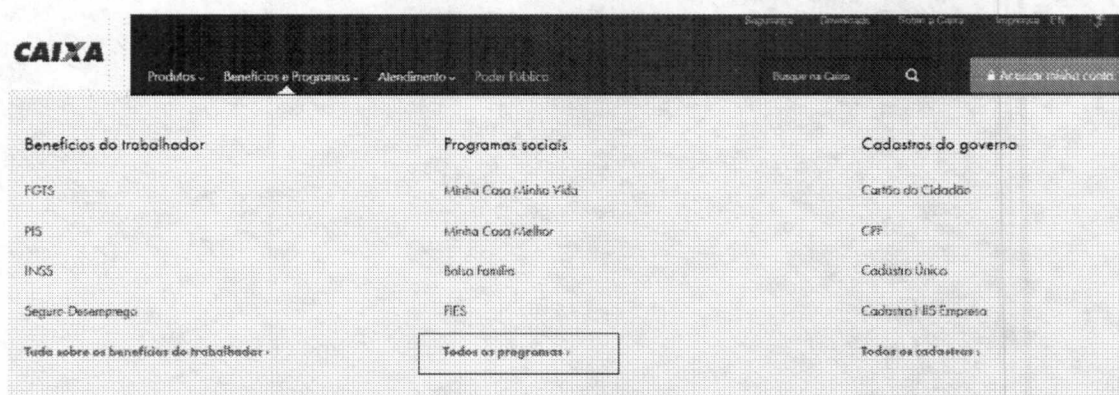 Segurança Downloads Sobre a Caixa Imprensa EN
CAIXA
Produtos Benefícios e Programas Atendimento Poder Público Busque na Caixa Acessar minha conta
Benefícios do trabalhador Programas sociais Cadastros do governo
FGTS Minha Casa Minha Vida Cartão do Cidadão
PIS Minha Casa Melhor CPF
INSS Bolsa Família Cadastro Único
Seguro-Desemprego FIES Cadastro NIS Empresa
Tudo sobre os benefícios do trabalhador › Todos os programas › Todos os cadastros ›